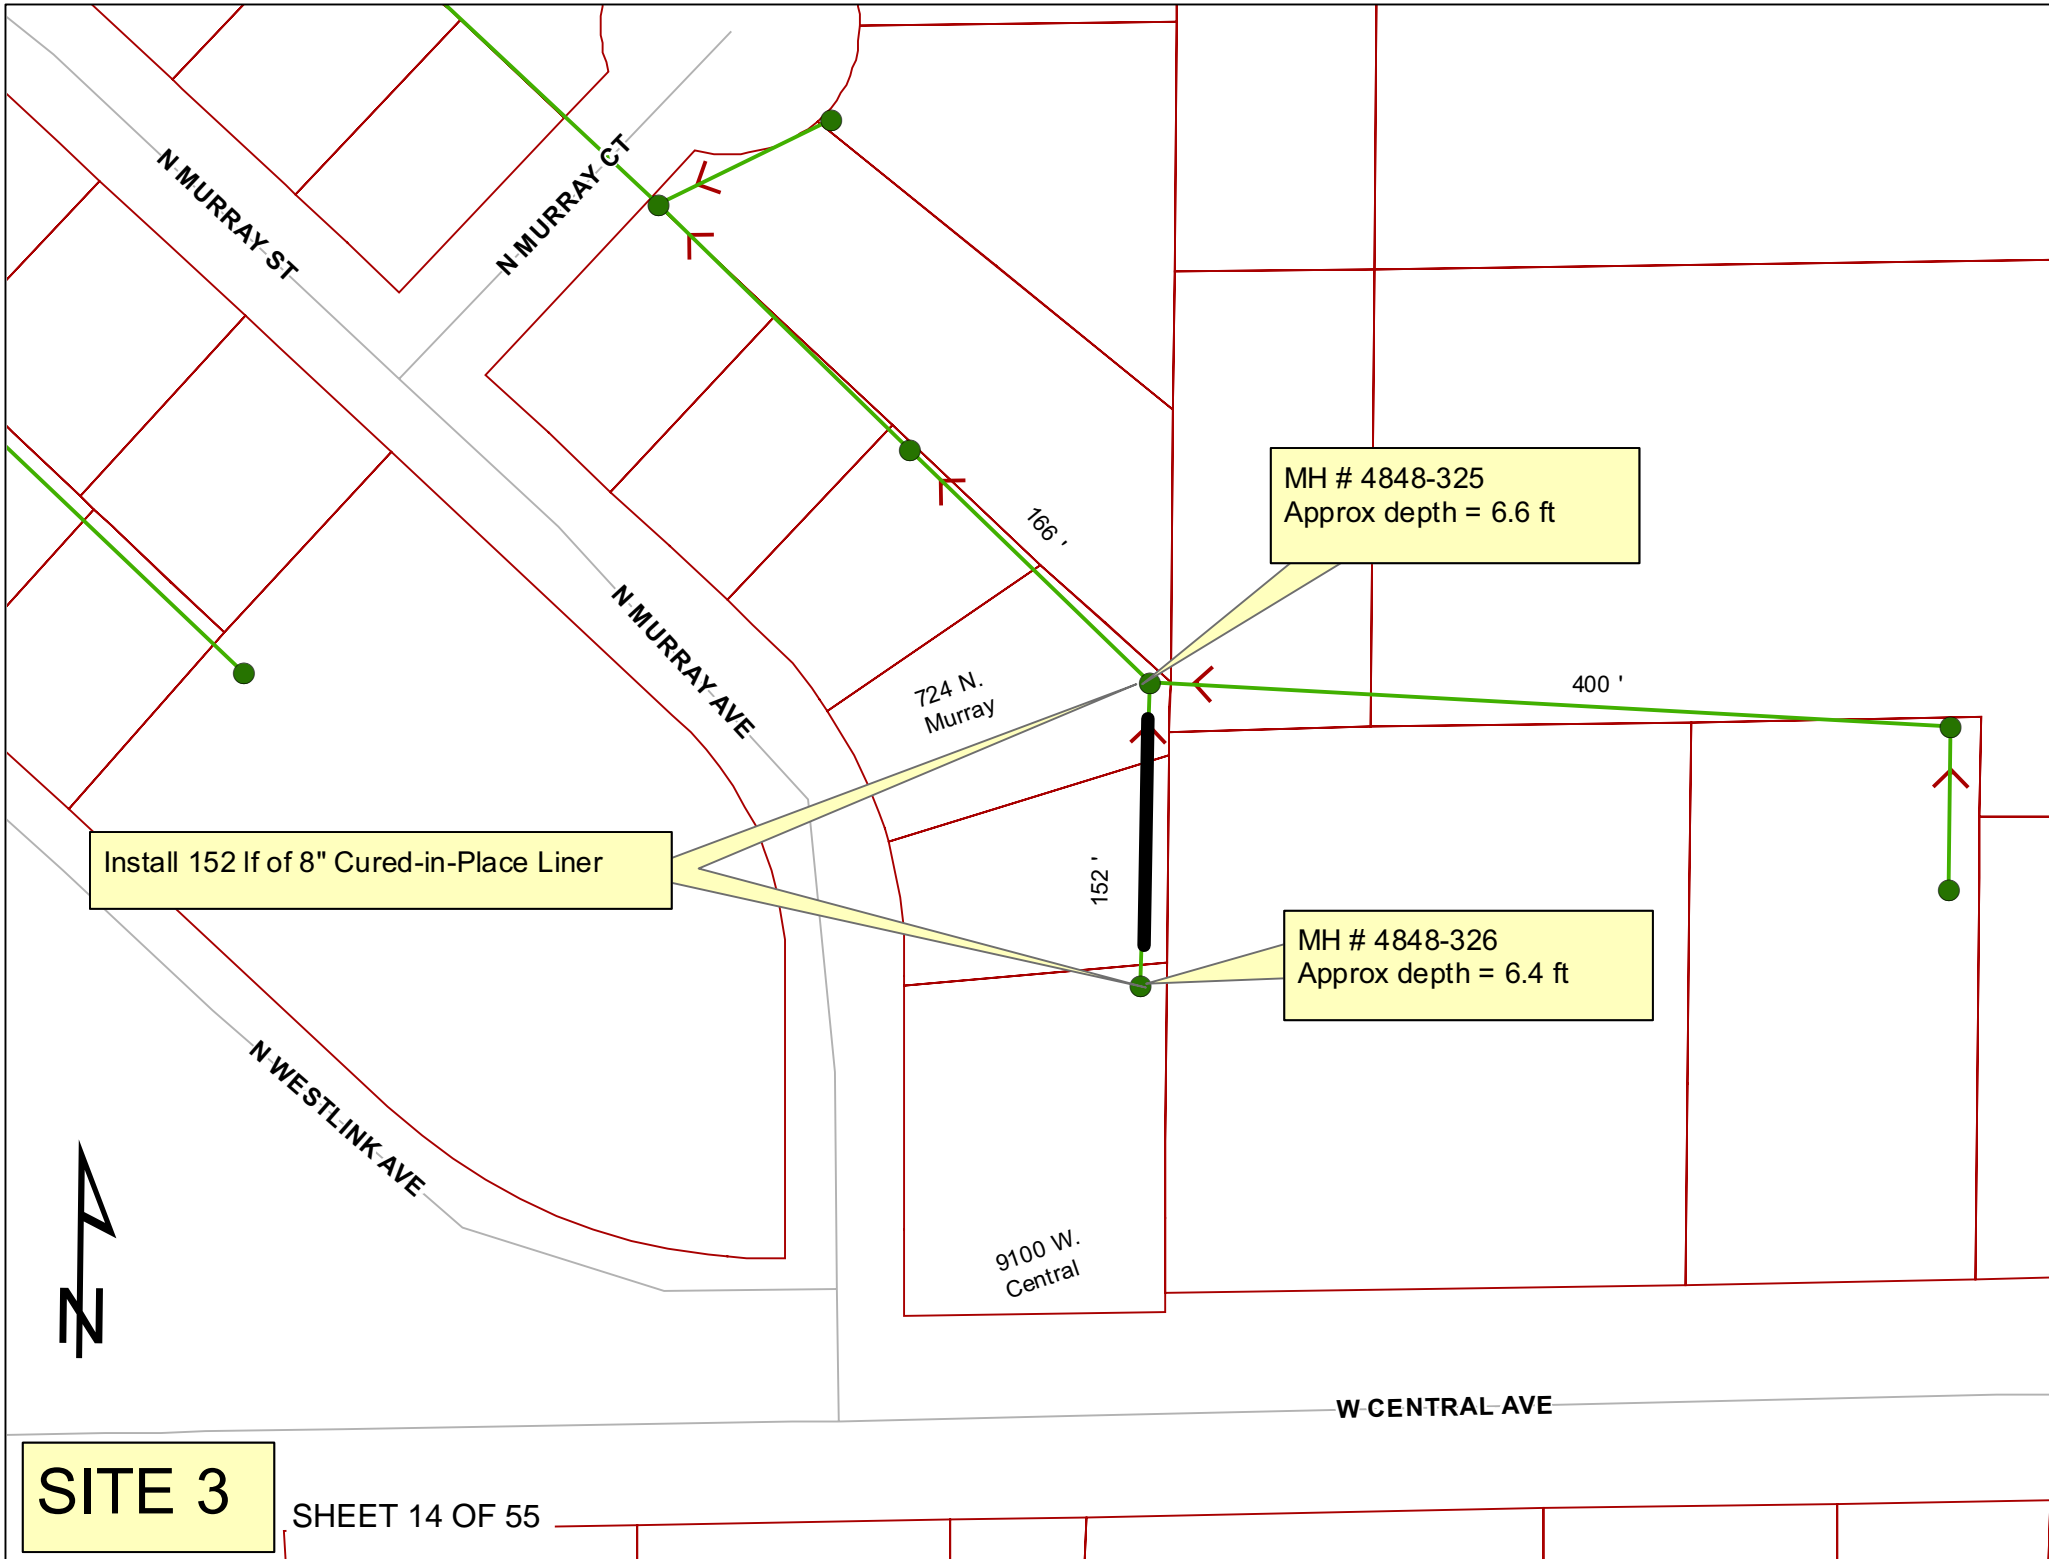 N MURRAY ST
N MURRAY CT
MH # 4848-325
Approx depth = 6.6 ft
166 '
N MURRAY AVE
724 N.
Murray
400 '
Install 152 lf of 8" Cured-in-Place Liner
152 '
MH # 4848-326
Approx depth = 6.4 ft
N WESTLINK AVE
9100 W.
Central
N
W CENTRAL AVE
SITE 3
SHEET 14 OF 55